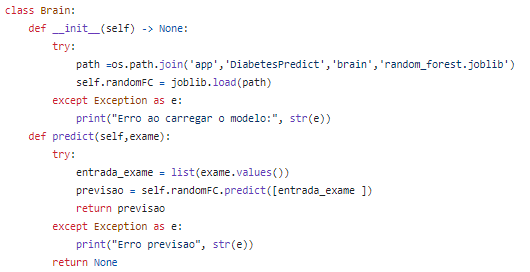 class Brain:
    def __init__(self) -> None:
        try:
            path =os.path.join('app','DiabetesPredict','brain','random_forest.joblib')
            self.randomFC = joblib.load(path)
        except Exception as e:
            print("Erro ao carregar o modelo:", str(e))
    def predict(self,exame):
        try:
            entrada_exame = list(exame.values())
            previsao = self.randomFC.predict([entrada_exame ])
            return previsao
        except Exception as e:
            print("Erro previsao", str(e))
        return None